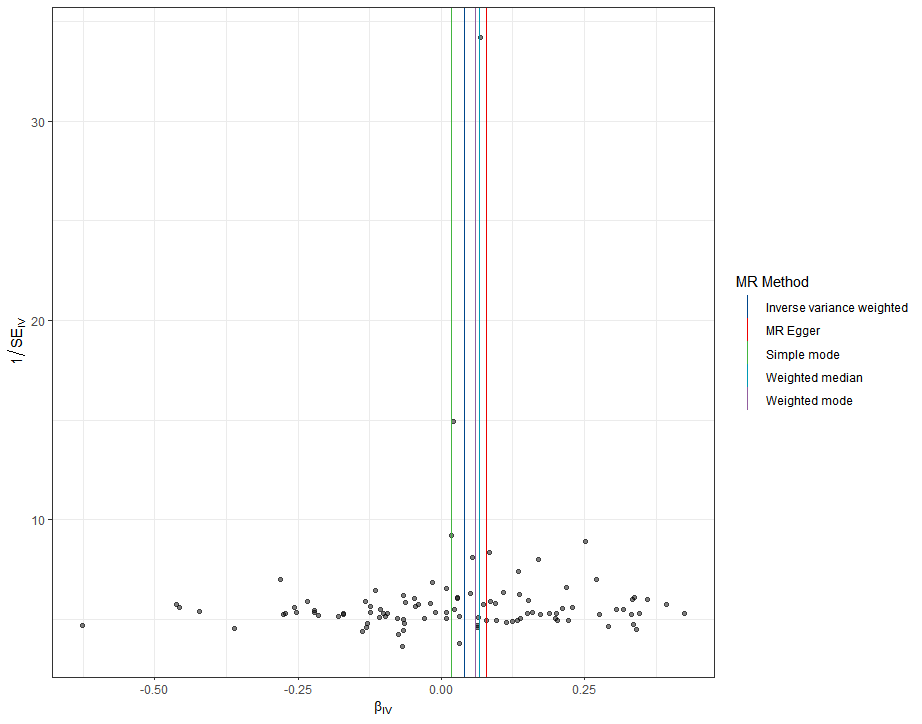 30
20
10
1/SE_IV
-0.50
-0.25
0.00
0.25
β_IV
MR Method
Inverse variance weighted
MR Egger
Simple mode
Weighted median
Weighted mode